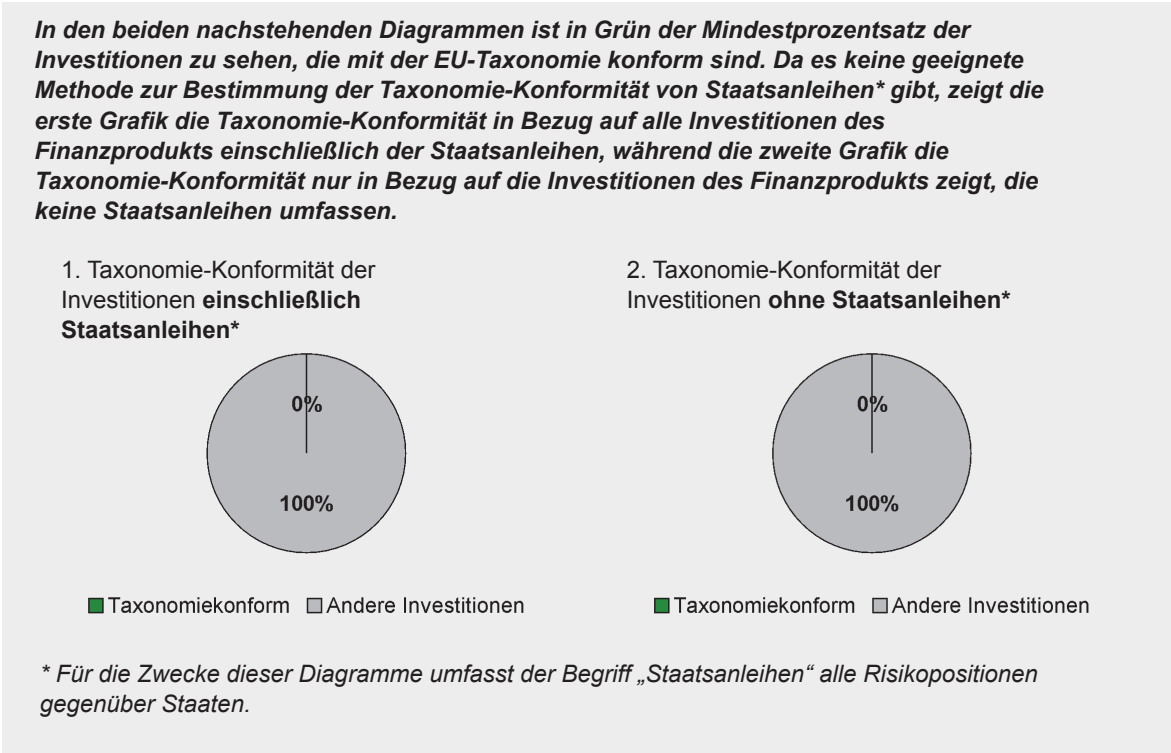 In den beiden nachstehenden Diagrammen ist in Grün der Mindestprozentsatz der
Investitionen zu sehen, die mit der EU-Taxonomie konform sind. Da es keine geeignete
Methode zur Bestimmung der Taxonomie-Konformität von Staatsanleihen* gibt, zeigt die
erste Grafik die Taxonomie-Konformität in Bezug auf alle Investitionen des
Finanzprodukts einschließlich der Staatsanleihen, während die zweite Grafik die
Taxonomie-Konformität nur in Bezug auf die Investitionen des Finanzprodukts zeigt, die
keine Staatsanleihen umfassen.
1. Taxonomie-Konformität der
Investitionen einschließlich
Staatsanleihen*
0%
100%
Taxonomiekonform Andere Investitionen
2. Taxonomie-Konformität der
Investitionen ohne Staatsanleihen*
0%
100%
Taxonomiekonform Andere Investitionen
* Für die Zwecke dieser Diagramme umfasst der Begriff „Staatsanleihen“ alle Risikopositionen
gegenüber Staaten.